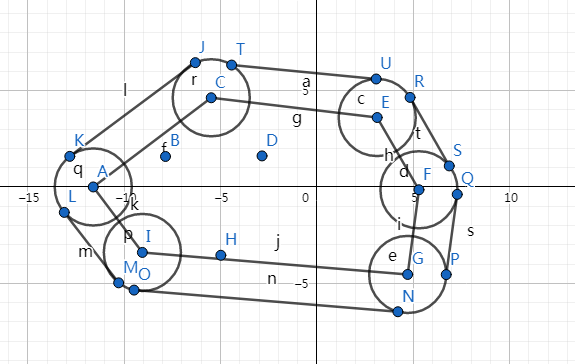 J T
U
r
a
C
5
R
l
c
E
g
t
K
f B
D
h
S
q
A
d
F
Q
−15 −10 −5 0 5 10
L
k
p
i
s
I
j
m
H
e
G
P
M O
n
−5
N